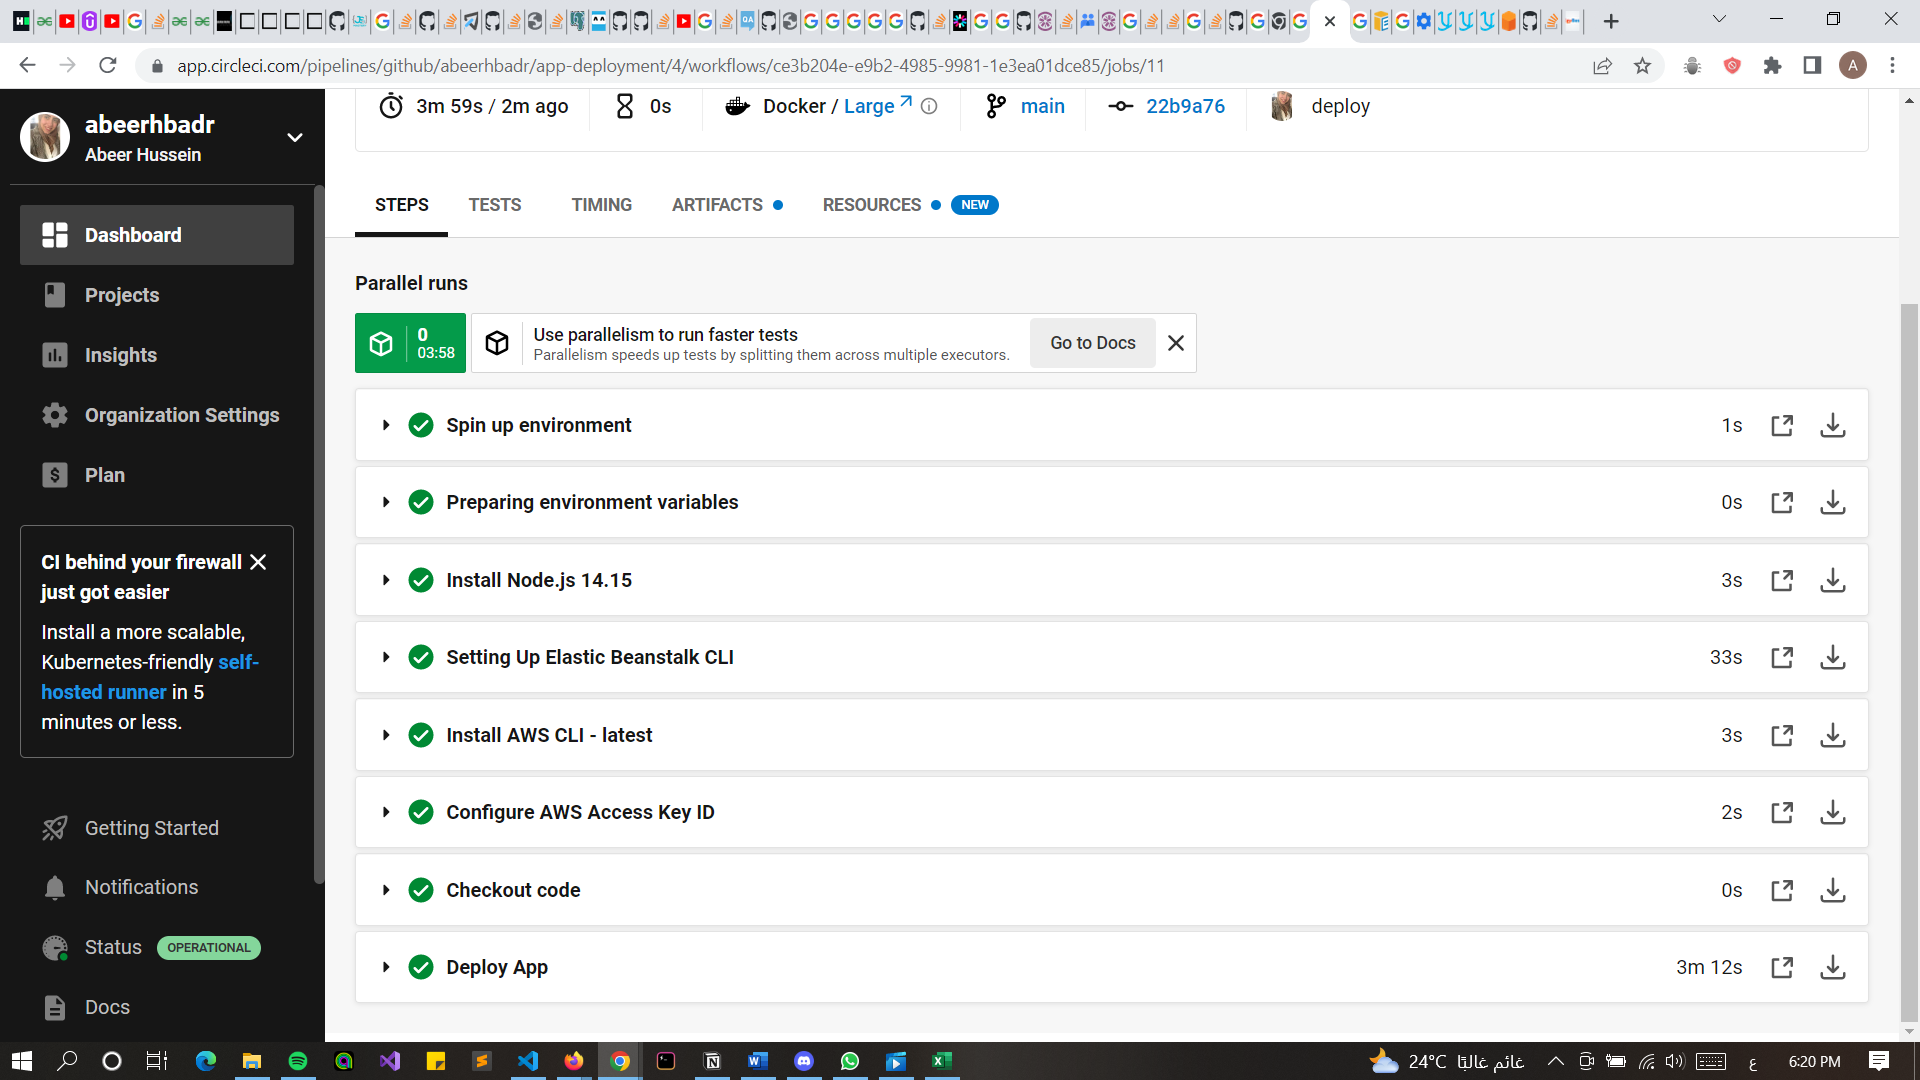 app.circleci.com/pipelines/github/abeerhbadr/app-deployment/4/workflows/ce3b204e-e9b2-4985-9981-1e3ea01dce85/jobs/11
A
abeerhbadr
Abeer Hussein
Dashboard
Projects
Insights
Organization Settings
Plan
CI behind your firewall
just got easier
Install a more scalable,
Kubernetes-friendly self-
hosted runner in 5
minutes or less.
Getting Started
Notifications
Status OPERATIONAL
Docs
3m 59s / 2m ago
0s
Docker / Large
main
22b9a76
deploy
STEPS
TESTS
TIMING
ARTIFACTS
RESOURCES
NEW
Parallel runs
0
03:58
Use parallelism to run faster tests
Parallelism speeds up tests by splitting them across multiple executors.
Go to Docs
Spin up environment 1s
Preparing environment variables 0s
Install Node.js 14.15 3s
Setting Up Elastic Beanstalk CLI 33s
Install AWS CLI - latest 3s
Configure AWS Access Key ID 2s
Checkout code 0s
Deploy App 3m 12s
24°C غائم غالبًا
ع
6:20 PM